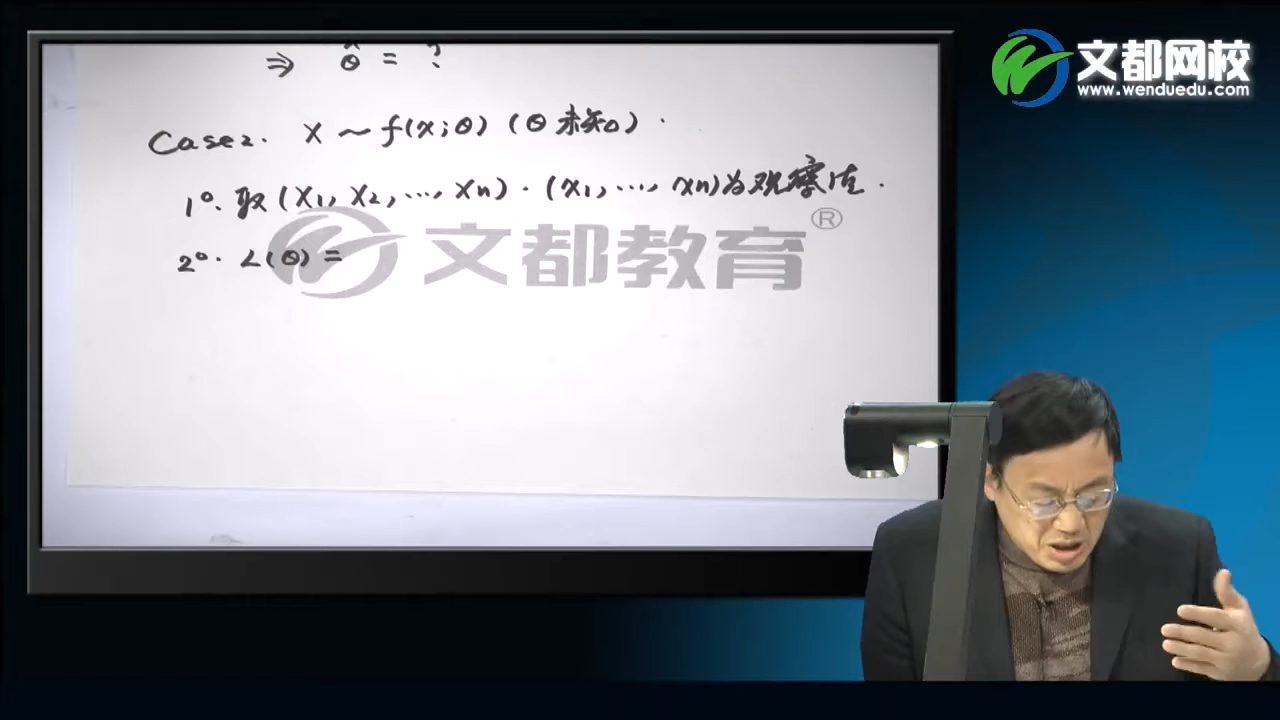 ⇒ θ̂ = ?
Case2. X ~ f(x;θ) (θ未知).
1°. 取(X1, X2, ..., Xn). (x1, ..., xn)为观察值.
2°. L(θ) =
文都教育®
文都网校
www.wenduedu.com